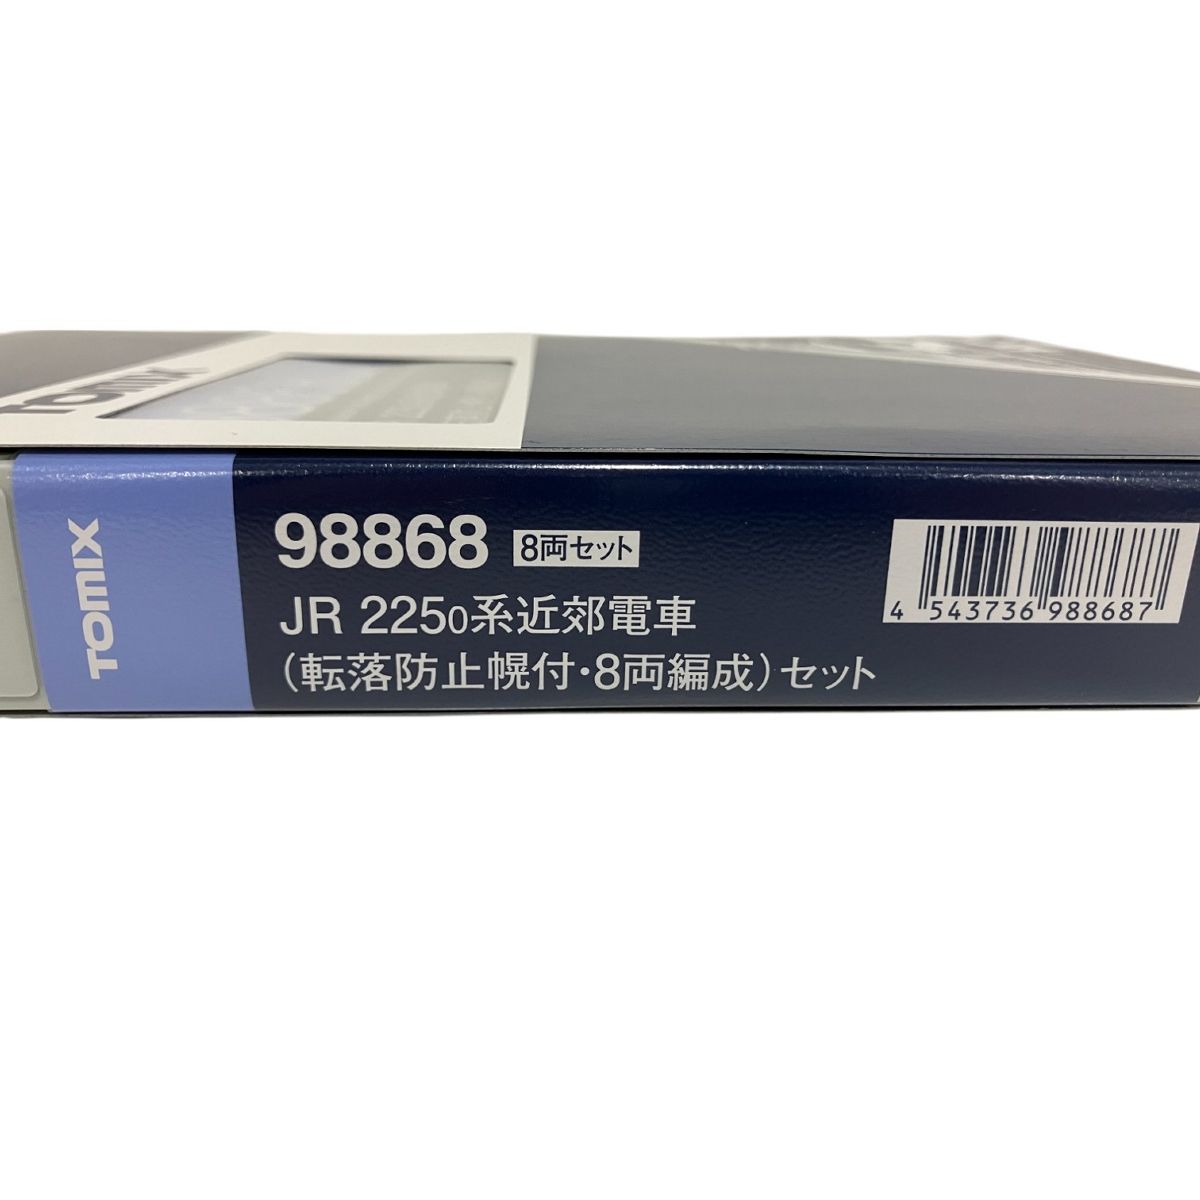 TOMIX
TOMIX
98868 8両セット
JR 2250系近郊電車
(転落防止幌付・8両編成)セット
4 543736 988687